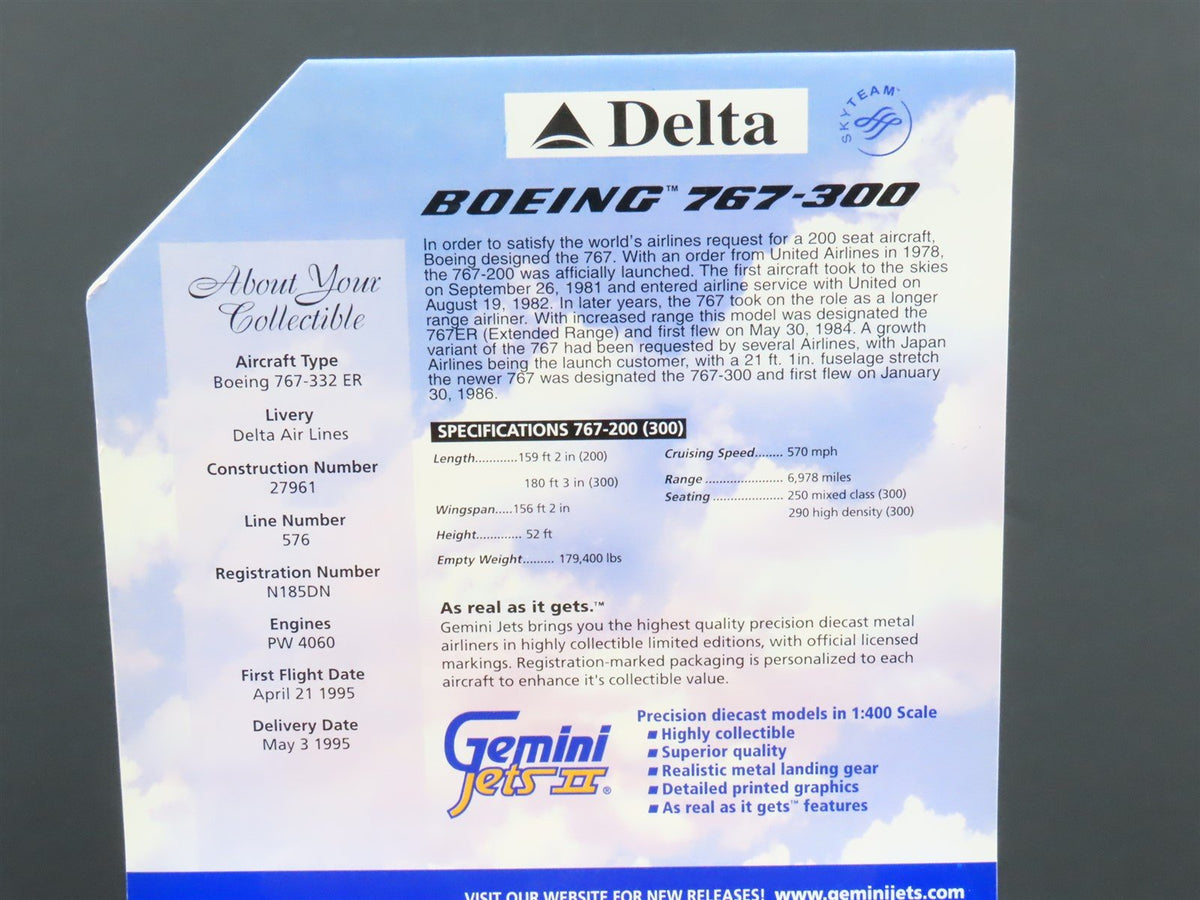 Delta
SKYTEAM™
BOEING™ 767-300
In order to satisfy the world's airlines request for a 200 seat aircraft,
Boeing designed the 767. With an order from United Airlines in 1978,
the 767-200 was afficially launched. The first aircraft took to the skies
on September 26, 1981 and entered airline service with United on
August 19, 1982. In later years, the 767 took on the role as a longer
range airliner. With increased range this model was designated the
767ER (Extended Range) and first flew on May 30, 1984. A growth
variant of the 767 had been requested by several Airlines, with Japan
Airlines being the launch customer, with a 21 ft. 1in. fuselage stretch
the newer 767 was designated the 767-300 and first flew on January
30, 1986.
About Your
Collectible
Aircraft Type
Boeing 767-332 ER
Livery
Delta Air Lines
Construction Number
27961
Line Number
576
Registration Number
N185DN
Engines
PW 4060
First Flight Date
April 21 1995
Delivery Date
May 3 1995
SPECIFICATIONS 767-200 (300)
Length............159 ft 2 in (200)
180 ft 3 in (300)
Wingspan.....156 ft 2 in
Height............. 52 ft
Empty Weight......... 179,400 lbs
Cruising Speed........ 570 mph
Range ...................... 6,978 miles
Seating .................... 250 mixed class (300)
290 high density (300)
As real as it gets.™
Gemini Jets brings you the highest quality precision diecast metal
airliners in highly collectible limited editions, with official licensed
markings. Registration-marked packaging is personalized to each
aircraft to enhance it's collectible value.
Gemini
Jets II®
Precision diecast models in 1:400 Scale
■ Highly collectible
■ Superior quality
■ Realistic metal landing gear
■ Detailed printed graphics
■ As real as it gets™ features
VISIT OUR WEBSITE FOR NEW RELEASES! www.geminijets.com